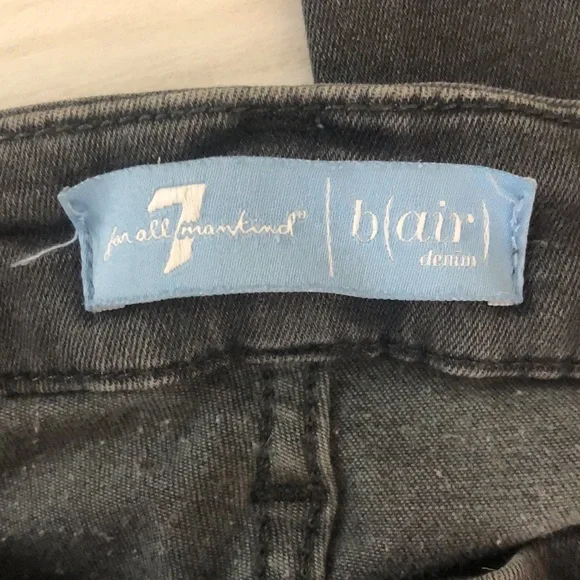 7 for all mankind® | b(air)
denim